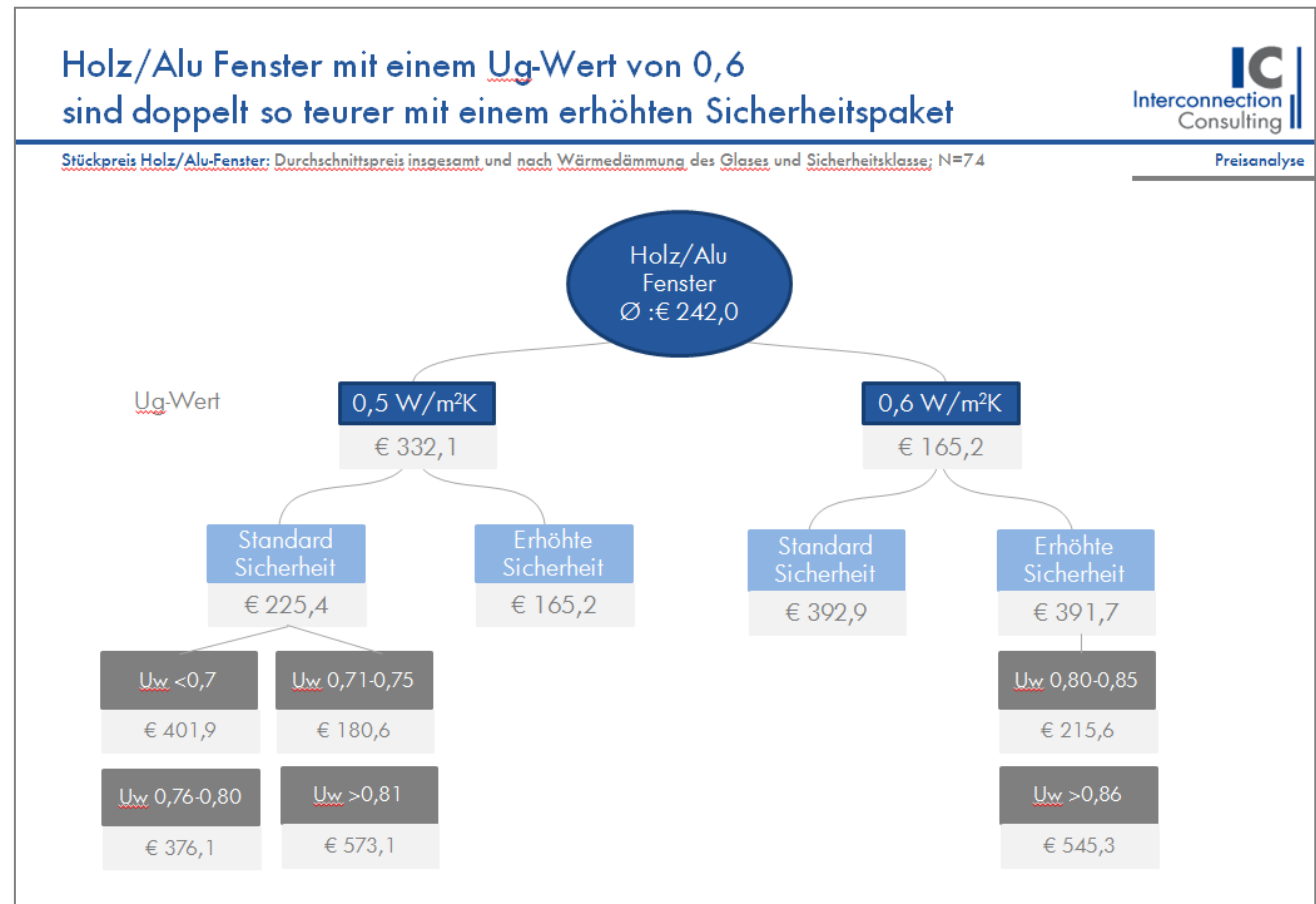 Holz/Alu Fenster mit einem Ug-Wert von 0,6
sind doppelt so teurer mit einem erhöhten Sicherheitspaket
IC
Interconnection
Consulting
Stückpreis Holz/Alu-Fenster: Durchschnittspreis insgesamt und nach Wärmedämmung des Glases und Sicherheitsklasse; N=74
Preisanalyse
Holz/Alu
Fenster
Ø :€ 242,0
Ug-Wert
0,5 W/m²K
0,6 W/m²K
€ 332,1
€ 165,2
Standard
Sicherheit
Erhöhte
Sicherheit
Standard
Sicherheit
Erhöhte
Sicherheit
€ 225,4
€ 165,2
€ 392,9
€ 391,7
Uw <0,7
Uw 0,71-0,75
Uw 0,80-0,85
€ 401,9
€ 180,6
€ 215,6
Uw 0,76-0,80
Uw >0,81
Uw >0,86
€ 376,1
€ 573,1
€ 545,3